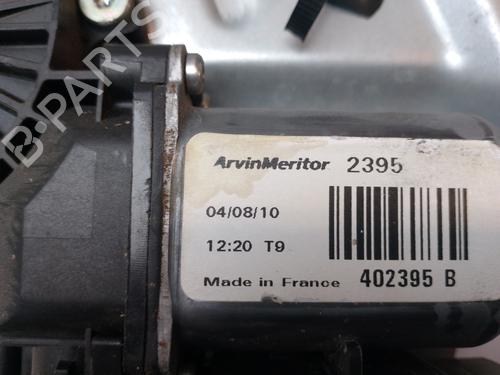 B-PARTS
ArvinMeritor 2395
04/08/10
12:20 T9
Made in France 402395 B